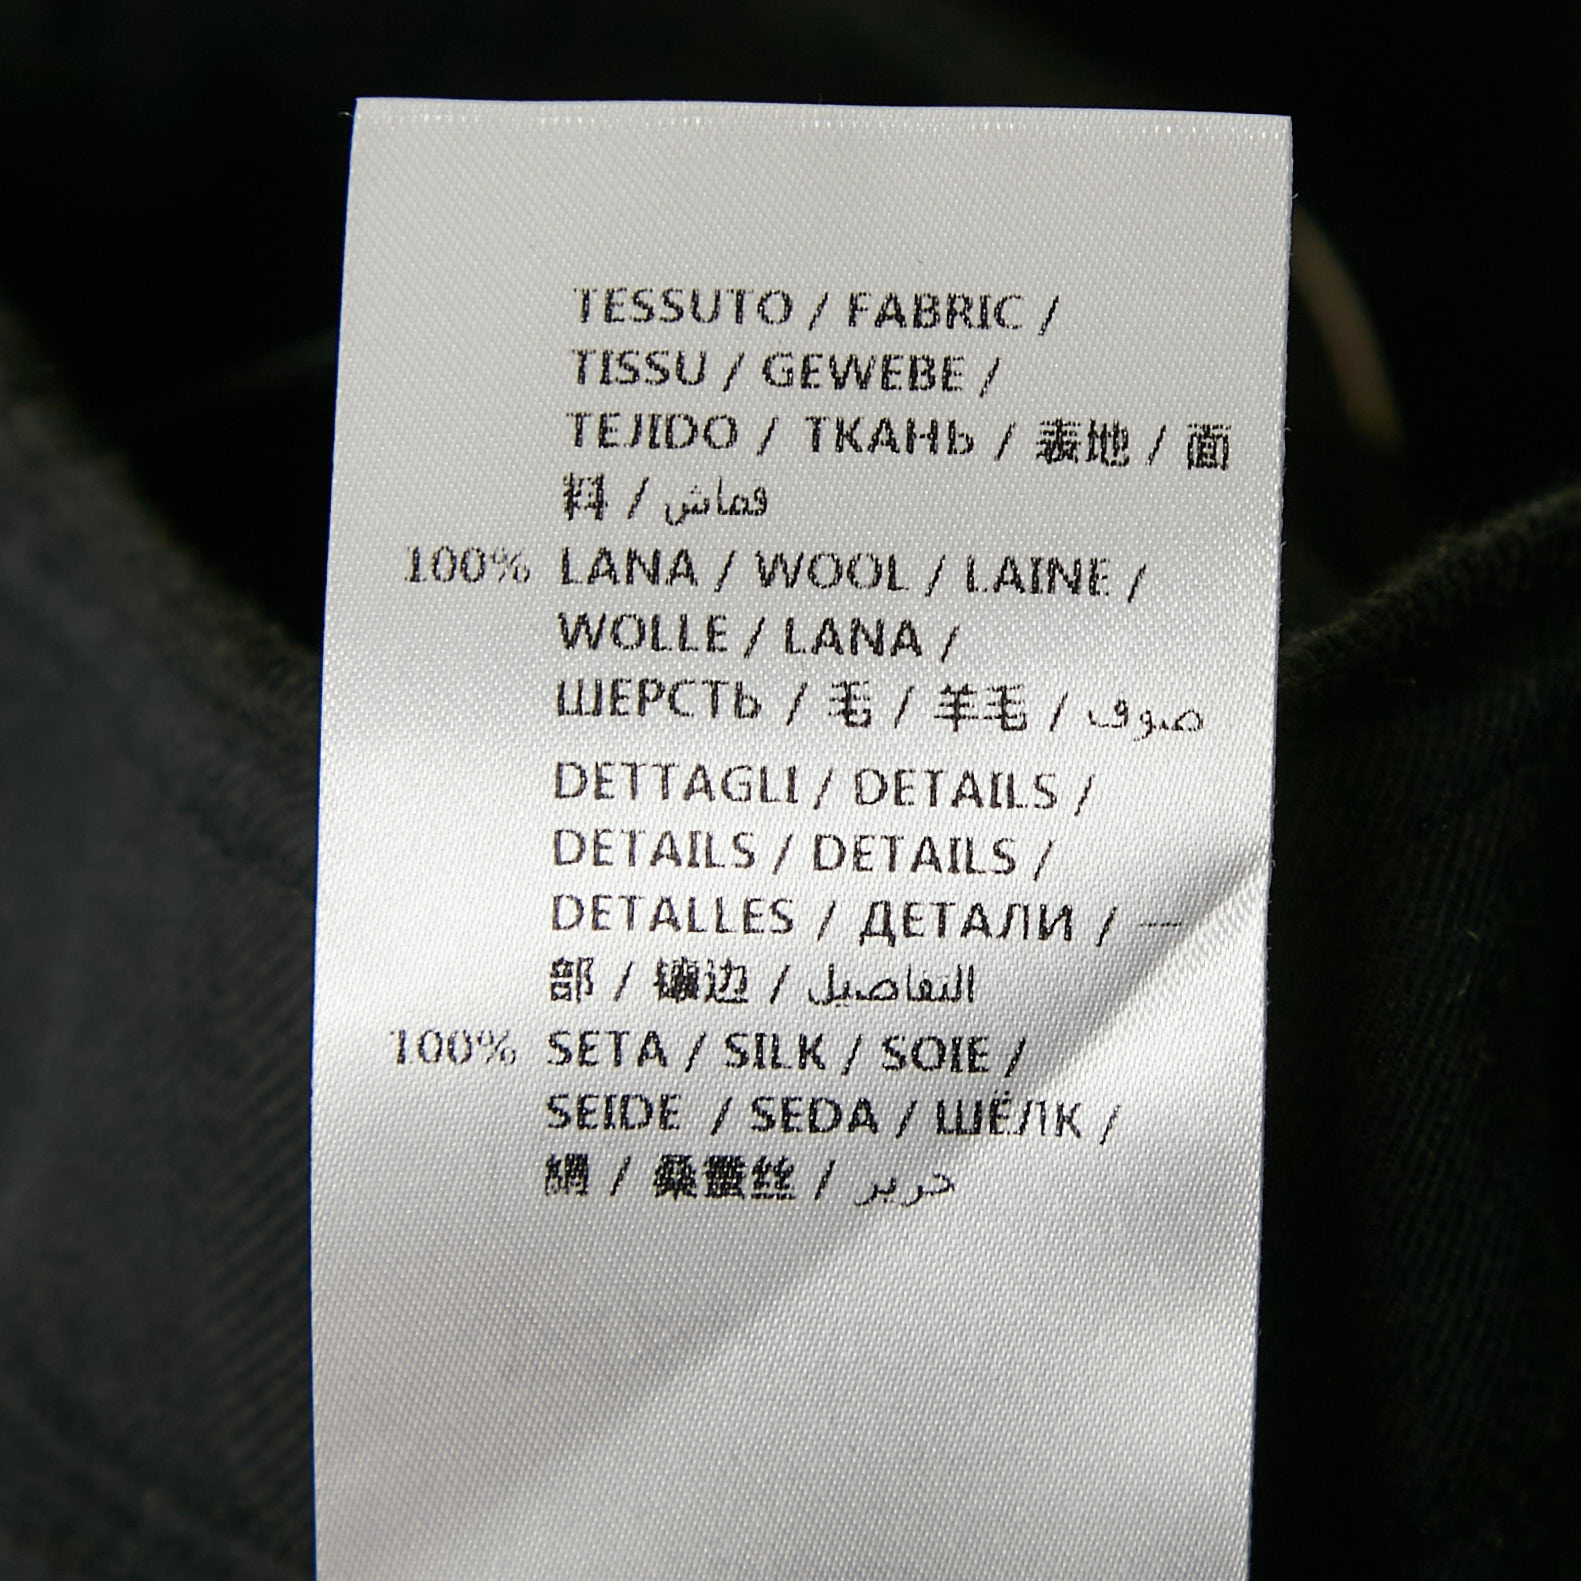 TESSUTO / FABRIC /
TISSU / GEWEBE /
TEJIDO / ТКАНЬ / 表地 / 面
料 / قماش
100% LANA / WOOL / LAINE /
WOLLE / LANA /
ШЕРСТЬ / 毛 / 羊毛 / صوف
DETTAGLI / DETAILS /
DETAILS / DETAILS /
DETALLES / ДЕТАЛИ / 一
部 / 镶边 / التفاصيل
100% SETA / SILK / SOIE /
SEIDE / SEDA / ШЁЛК /
絹 / 桑蚕丝 / حرير